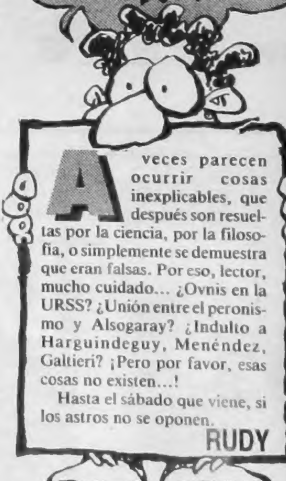 A veces parecen
ocurrir cosas
inexplicables, que
después son resuel-
tas por la ciencia, por la filoso-
fia, o simplemente se demuestra
que eran falsas. Por eso, lector,
mucho cuidado... ¿Ovnis en la
URSS? ¿Unión entre el peronis-
mo y Alsogaray? ¿Indulto a
Harguindeguy, Menéndez,
Galtieri? ¡Pero por favor, esas
cosas no existen...!
Hasta el sábado que viene, si
los astros no se oponen.
RUDY